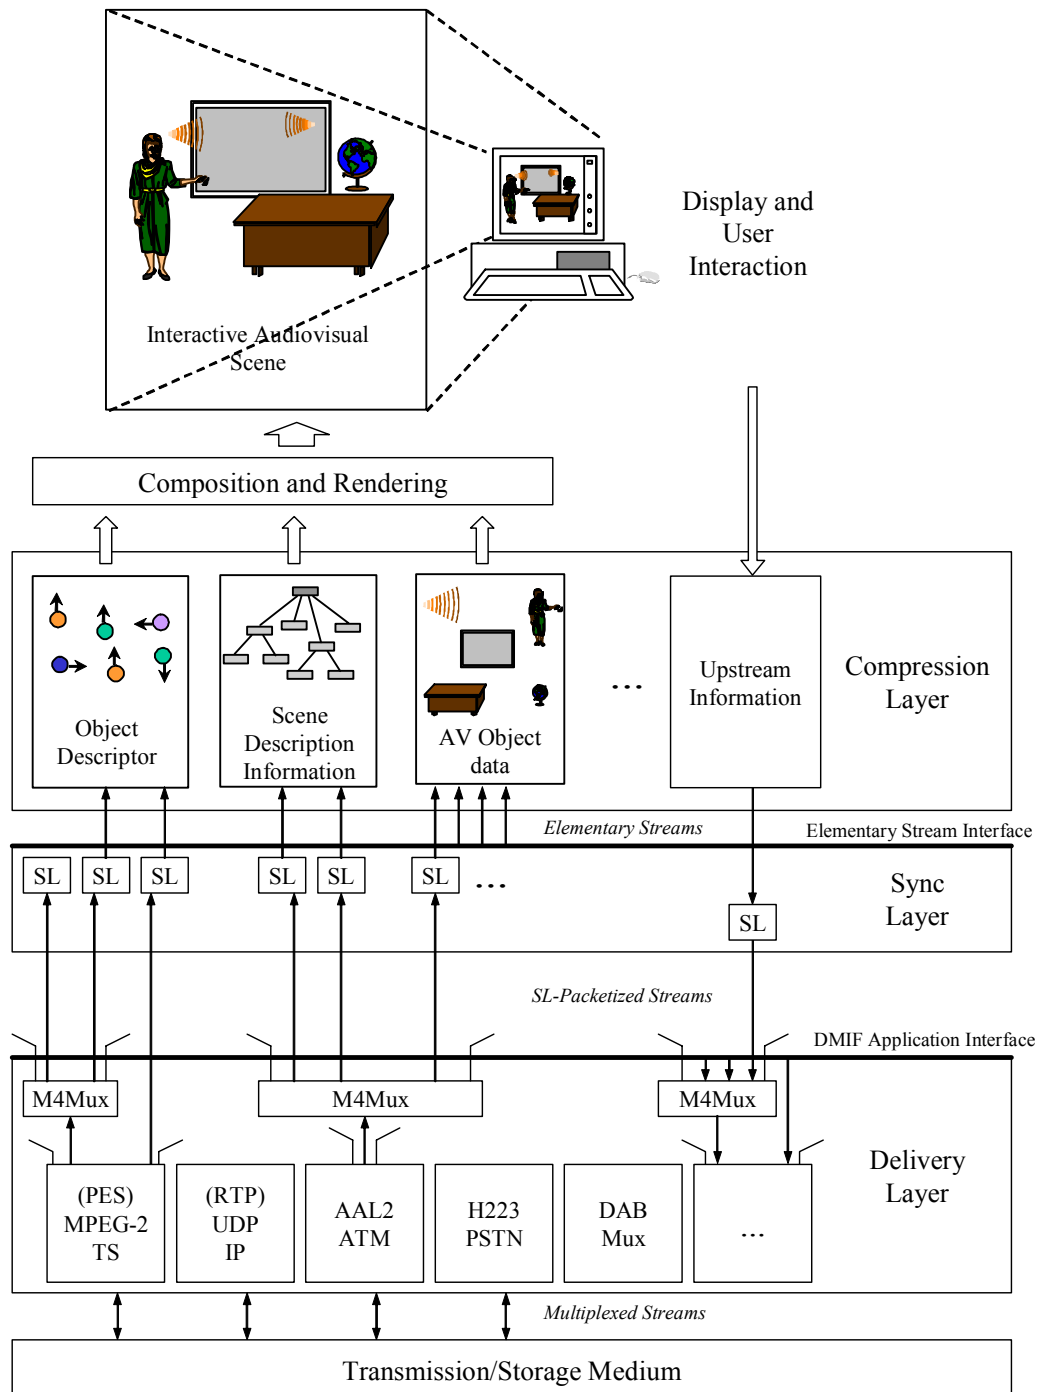 Display and
User
Interaction
Interactive Audiovisual
Scene
Composition and Rendering
Object
Descriptor
Scene
Description
Information
AV Object
data
...
Upstream
Information
Compression
Layer
Elementary Streams
Elementary Stream Interface
SL
SL
SL
SL
SL
SL
...
SL
Sync
Layer
SL-Packetized Streams
DMIF Application Interface
M4Mux
M4Mux
M4Mux
(PES)
MPEG-2
TS
(RTP)
UDP
IP
AAL2
ATM
H223
PSTN
DAB
Mux
...
Delivery
Layer
Multiplexed Streams
Transmission/Storage Medium